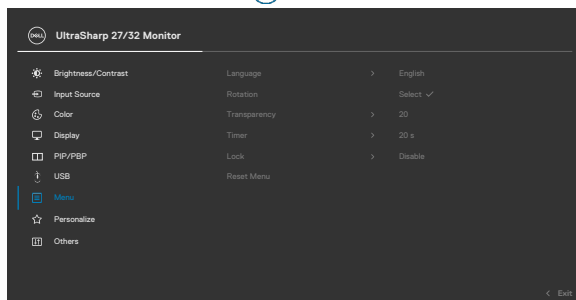 DELL UltraSharp 27/32 Monitor
Brightness/Contrast Language > English
Input Source Rotation Select ✓
Color Transparency > 20
Display Timer > 20 s
PIP/PBP Lock > Disable
USB Reset Menu
Menu
Personalize
Others
< Exit